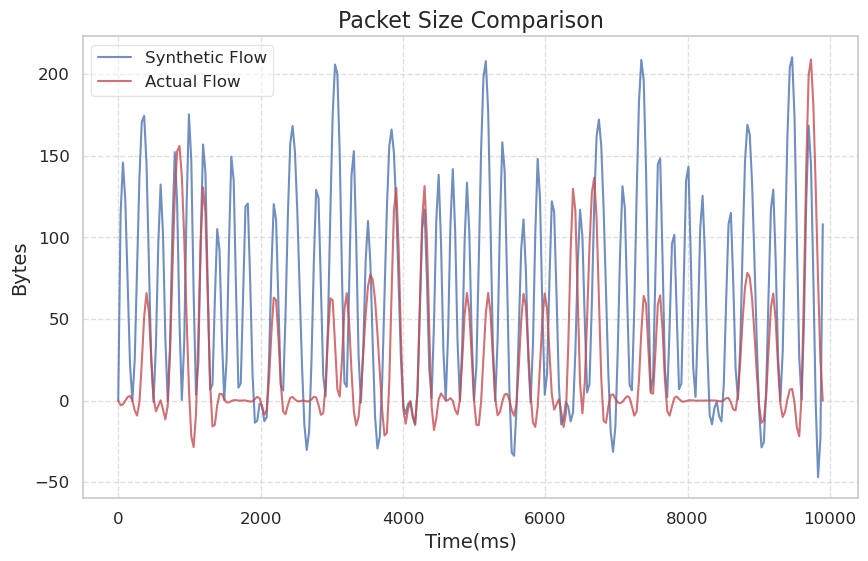 Packet Size Comparison
Synthetic Flow
Actual Flow
200
150
100
50
0
−50
Bytes
0 2000 4000 6000 8000 10000
Time(ms)